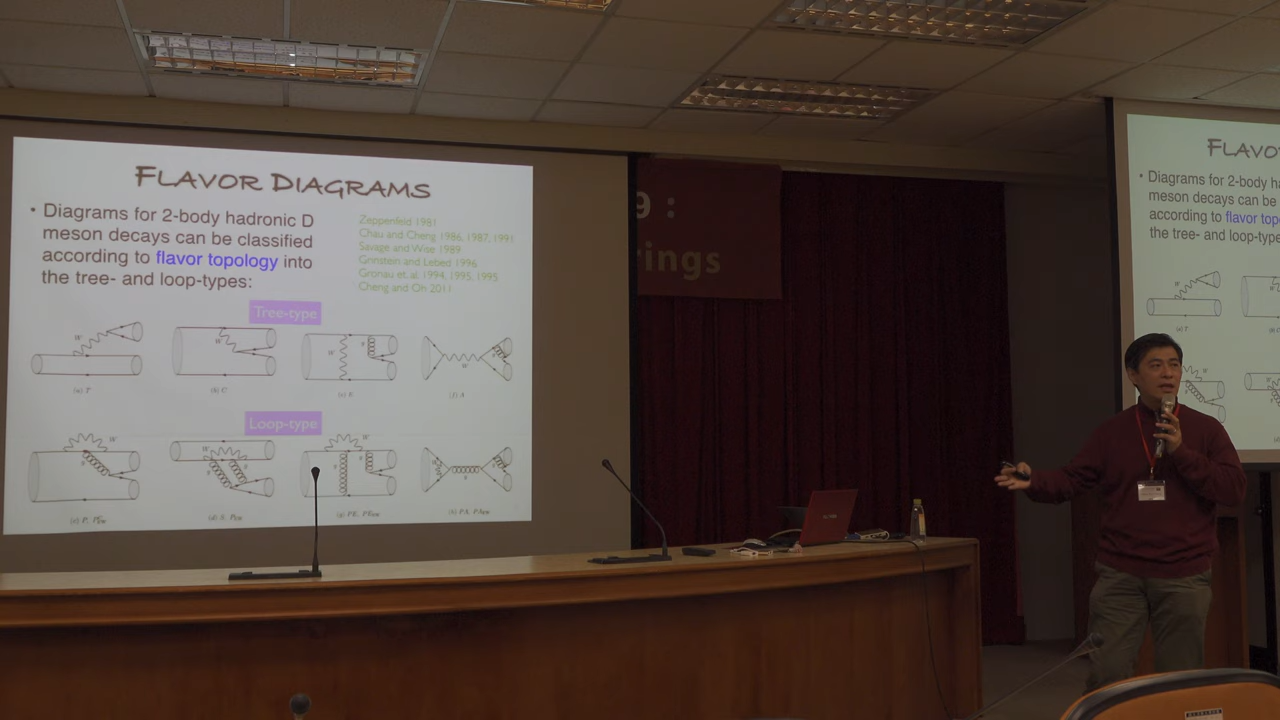 FLAVOR DIAGRAMS
• Diagrams for 2-body hadronic D
meson decays can be classified
according to flavor topology into
the tree- and loop-types:
Zeppenfeld 1981
Chau and Cheng 1986, 1987, 1991
Savage and Wise 1989
Grinstein and Lebed 1996
Gronau et. al. 1994, 1995, 1995
Cheng and Oh 2011
Tree-type
(a) T
(b) C
(e) E
(f) A
Loop-type
9 :
ings
FLAVO
• Diagrams for 2-body ha
meson decays can be
according to flavor top
the tree- and loop-type